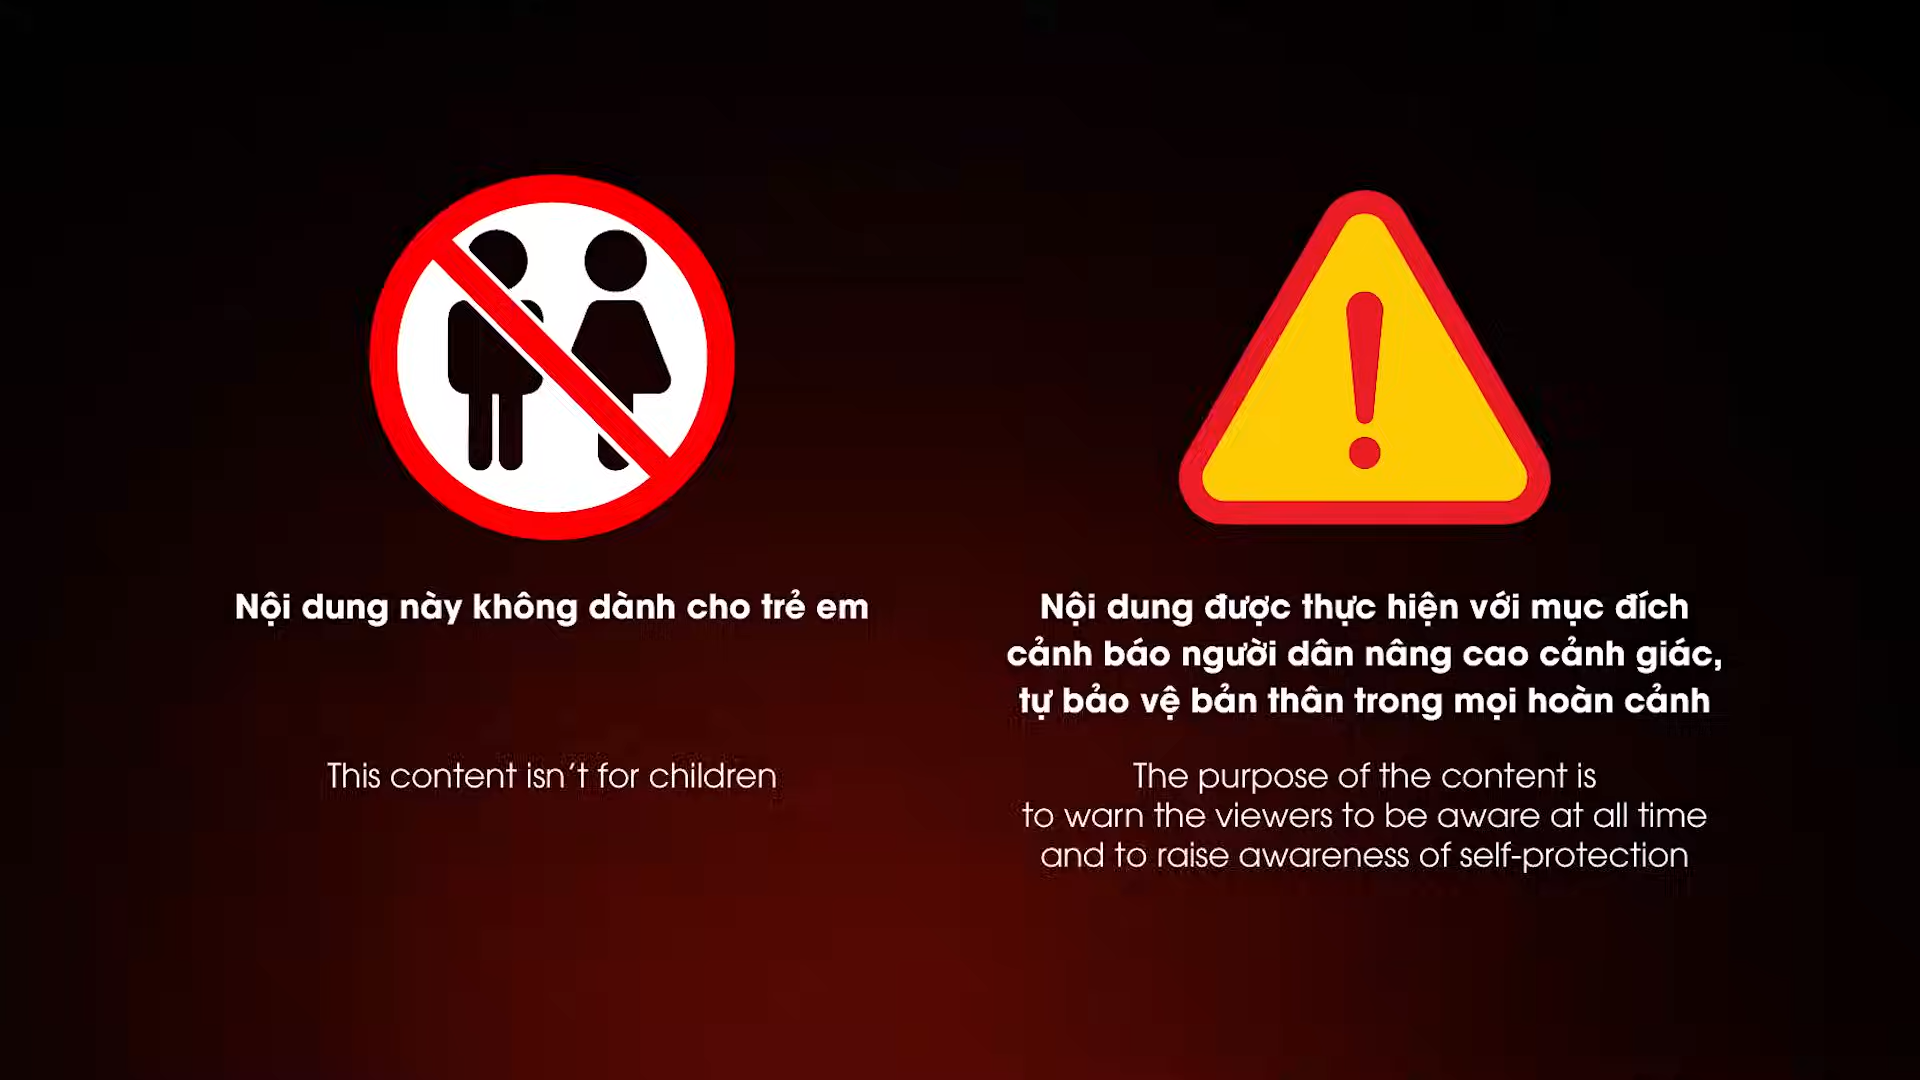 Nội dung này không dành cho trẻ em
This content isn't for children
Nội dung được thực hiện với mục đích
cảnh báo người dân nâng cao cảnh giác,
tự bảo vệ bản thân trong mọi hoàn cảnh
The purpose of the content is
to warn the viewers to be aware at all time
and to raise awareness of self-protection